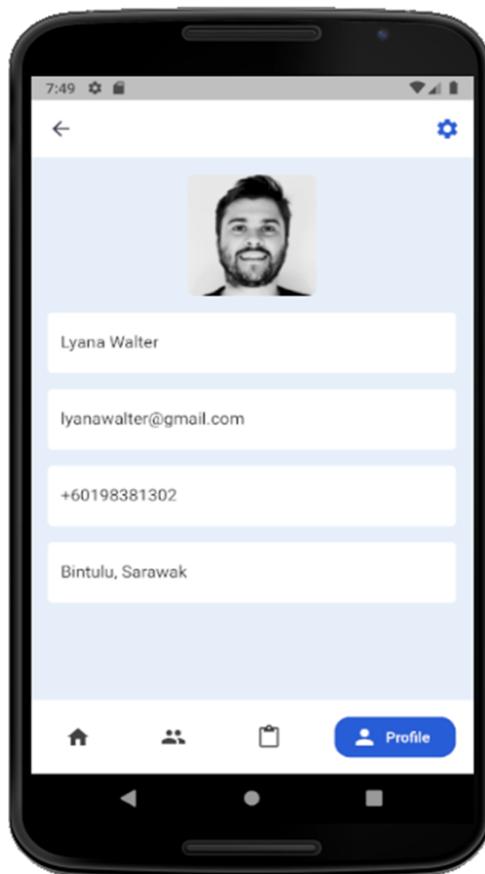 7:49
Lyana Walter
lyanawalter@gmail.com
+60198381302
Bintulu, Sarawak
Profile